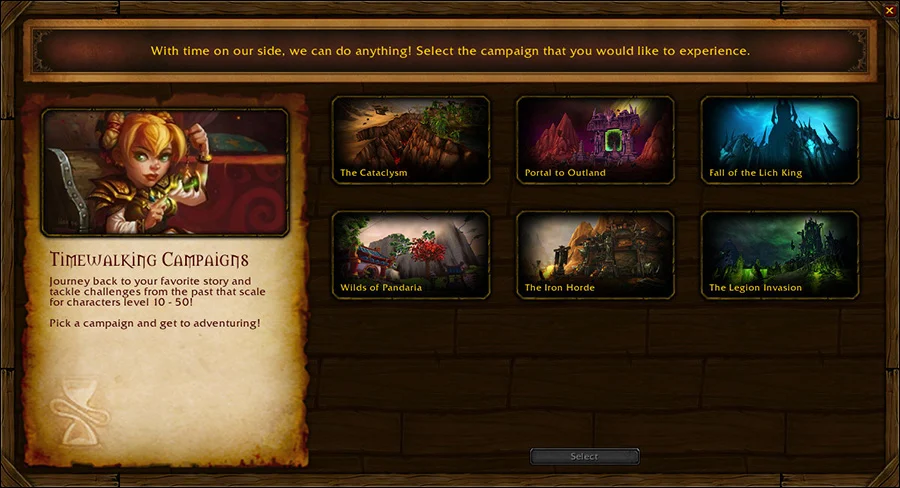 With time on our side, we can do anything! Select the campaign that you would like to experience.
Timewalking Campaigns
Journey back to your favorite story and
tackle challenges from the past that scale
for characters level 10 - 50!
Pick a campaign and get to adventuring!
The Cataclysm
Portal to Outland
Fall of the Lich King
Wilds of Pandaria
The Iron Horde
The Legion Invasion
Select